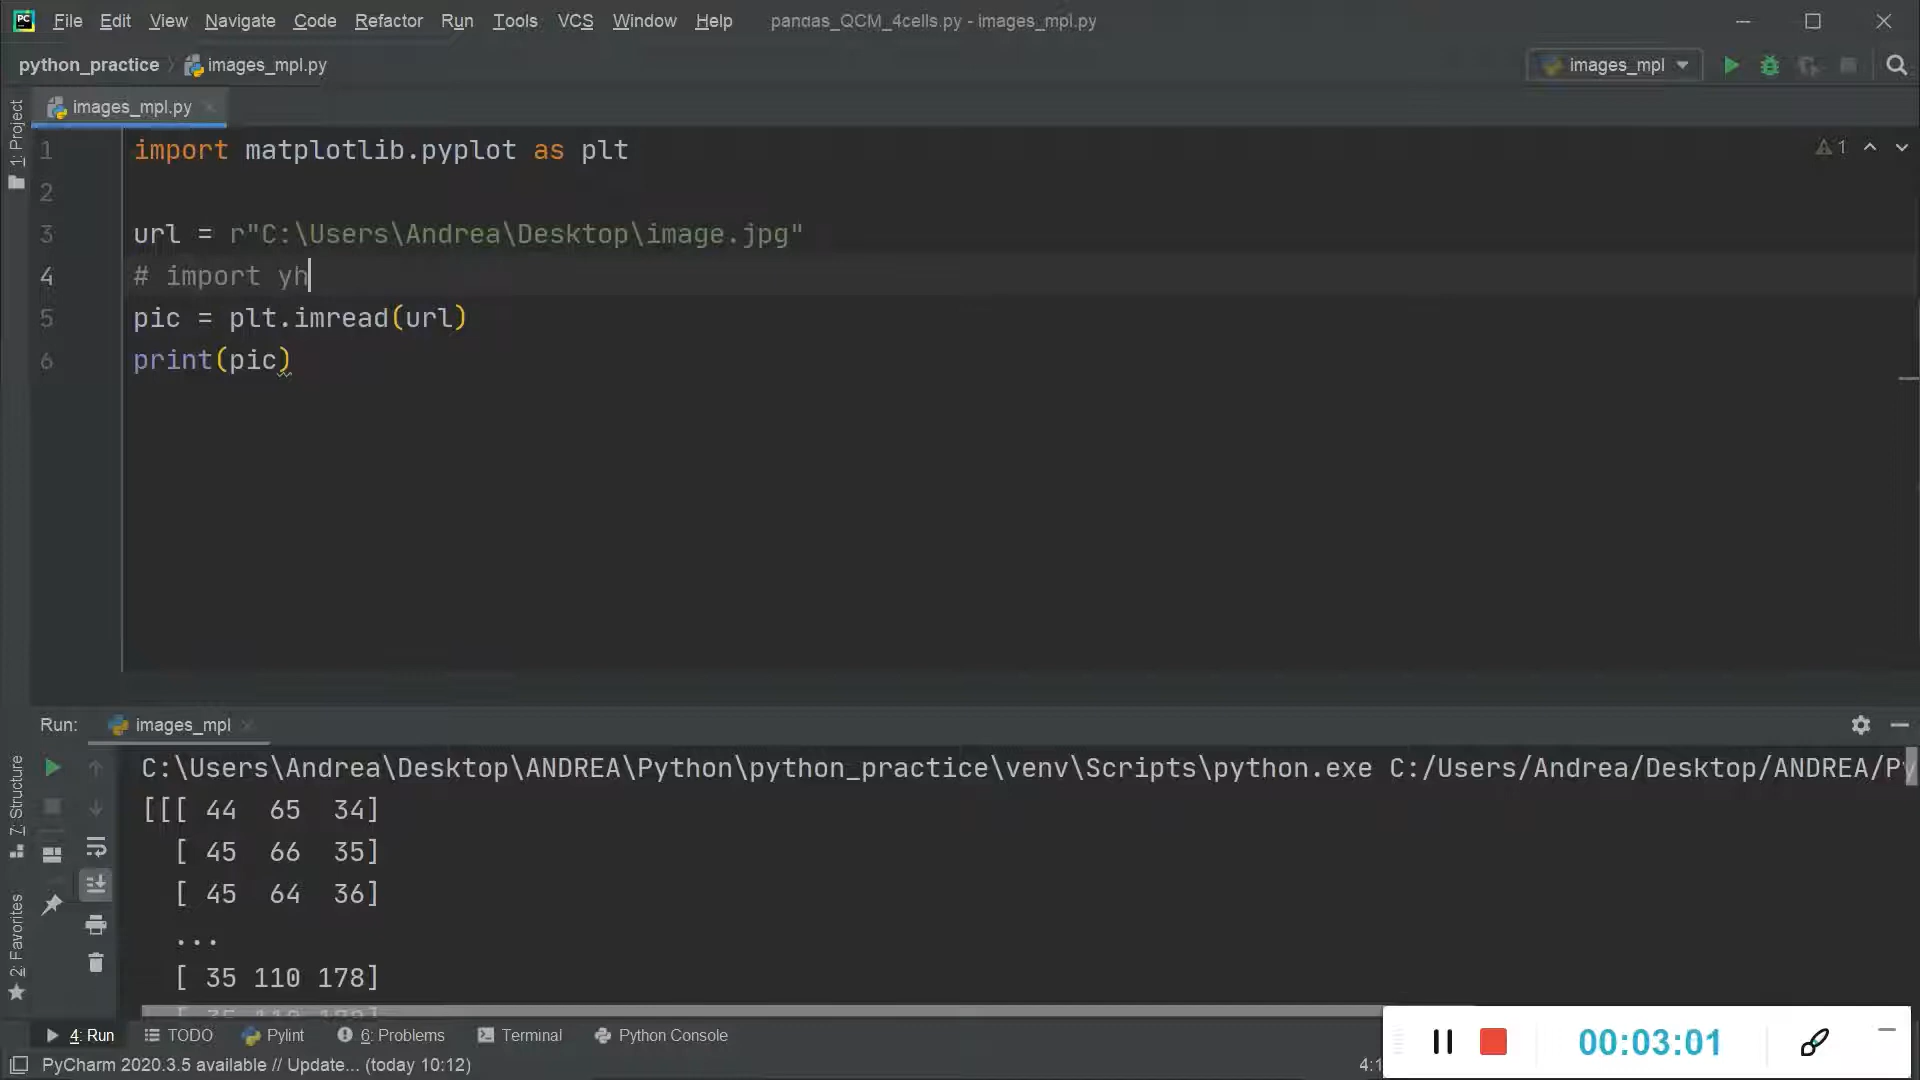 PC File Edit View Navigate Code Refactor Run Tools VCS Window Help pandas_QCM_4cells.py - images_mpl.py
python_practice images_mpl.py images_mpl
images_mpl.py
1: Project
1 import matplotlib.pyplot as plt
1
2
3 url = r"C:\Users\Andrea\Desktop\image.jpg"
4 # import yh
5 pic = plt.imread(url)
6 print(pic)
Run: images_mpl
C:\Users\Andrea\Desktop\ANDREA\Python\python_practice\venv\Scripts\python.exe C:/Users/Andrea/Desktop/ANDREA/Py
[[[ 44 65 34]
[ 45 66 35]
[ 45 64 36]
...
[ 35 110 178]
7: Structure
2: Favorites
4: Run TODO Pylint 6: Problems Terminal Python Console
PyCharm 2020.3.5 available // Update... (today 10:12)
4:1
00:03:01